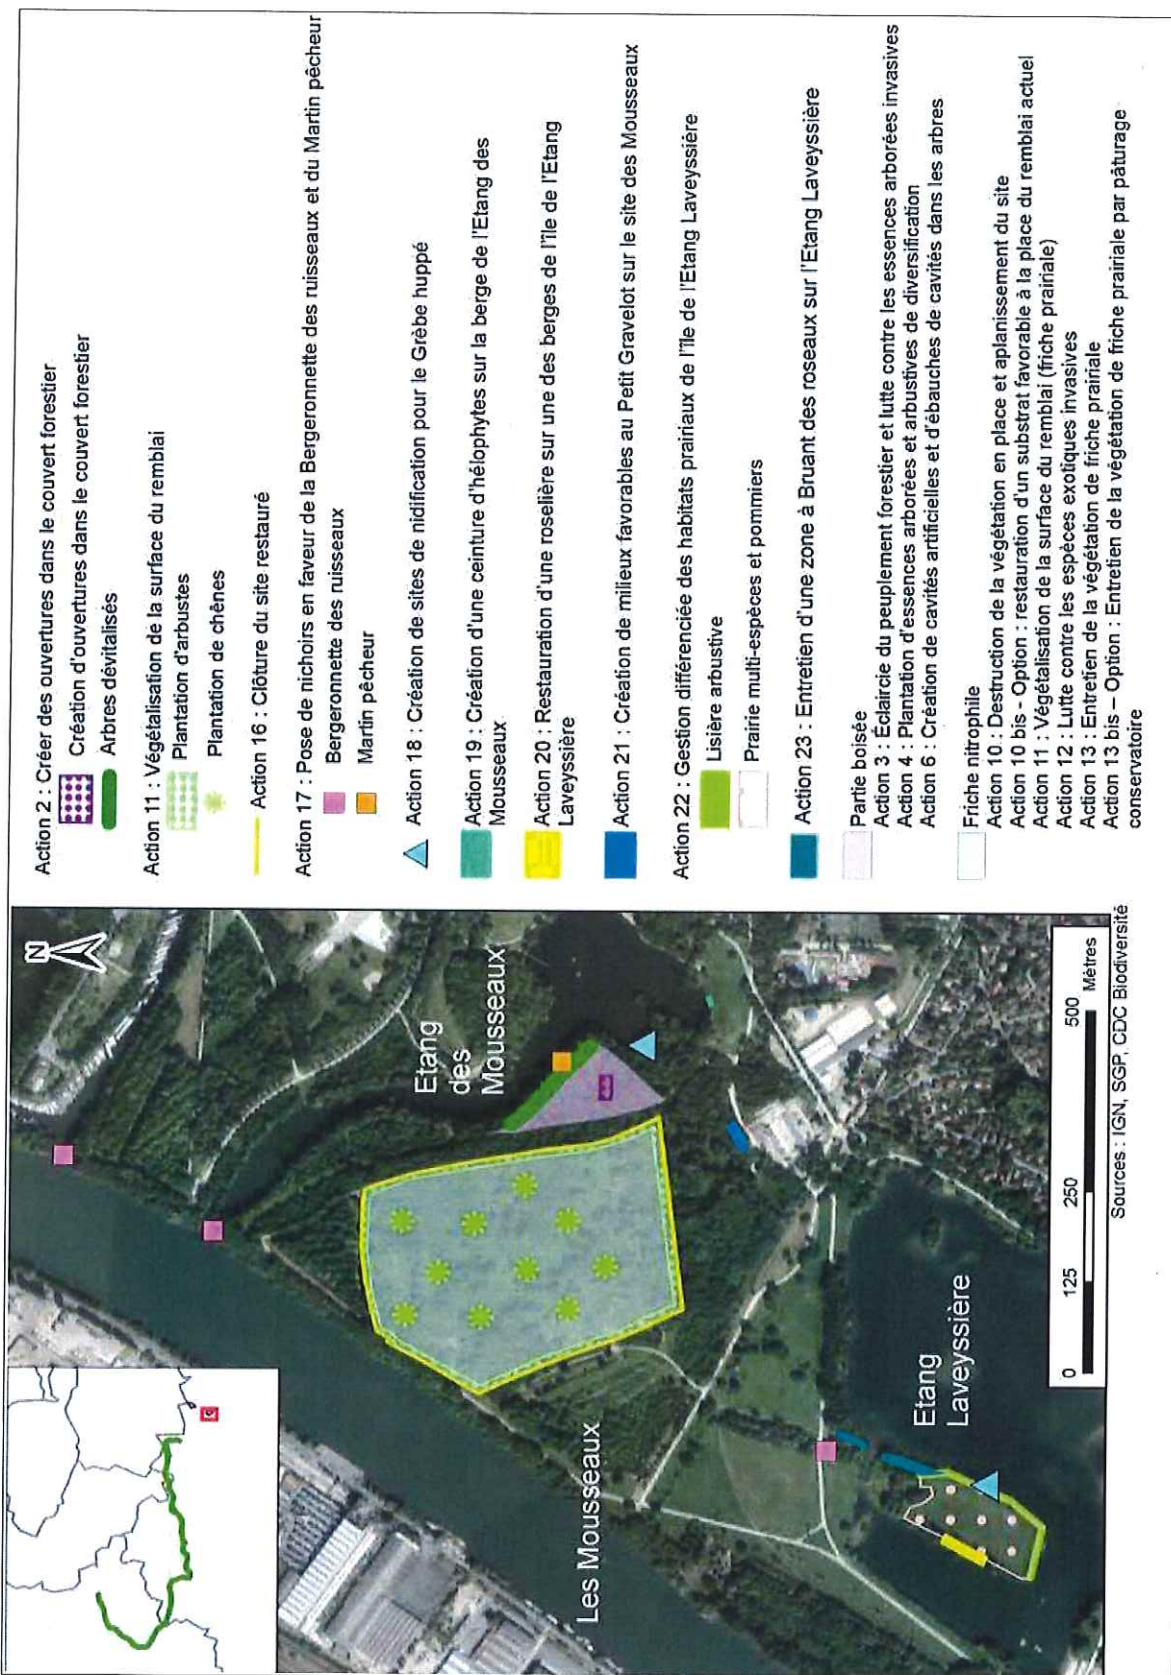 Action 2 : Créer des ouvertures dans le couvert forestier
Création d'ouvertures dans le couvert forestier
Arbres dévitalisés
Action 11 : Végétalisation de la surface du remblai
Plantation d'arbustes
Plantation de chênes
Action 16 : Clôture du site restauré
Action 17 : Pose de nichoirs en faveur de la Bergeronnette des ruisseaux et du Martin pêcheur
Bergeronnette des ruisseaux
Martin pêcheur
Action 18 : Création de sites de nidification pour le Grèbe huppé
Action 19 : Création d'une ceinture d'hélophytes sur la berge de l'Etang des
Mousseaux
Action 20 : Restauration d'une roselière sur une des berges de l'île de l'Etang
Laveyssière
Action 21 : Création de milieux favorables au Petit Gravelot sur le site des Mousseaux
Action 22 : Gestion différenciée des habitats prairiaux de l'île de l'Etang Laveyssière
Lisière arbustive
Prairie multi-espèces et pommiers
Action 23 : Entretien d'une zone à Bruant des roseaux sur l'Etang Laveyssière
Partie boisée
Action 3 : Éclaircie du peuplement forestier et lutte contre les essences arborées invasives
Action 4 : Plantation d'essences arborées et arbustives de diversification
Action 6 : Création de cavités artificielles et d'ébauches de cavités dans les arbres
Friche nitrophile
Action 10 : Destruction de la végétation en place et aplanissement du site
Action 10 bis - Option : restauration d'un substrat favorable à la place du remblai actuel
Action 11 : Végétalisation de la surface du remblai (friche prairiale)
Action 12 : Lutte contre les espèces exotiques invasives
Action 13 : Entretien de la végétation de friche prairiale
Action 13 bis – Option : Entretien de la végétation de friche prairiale par pâturage
conservatoire
N
Etang
des
Mousseaux
Les Mousseaux
Etang
Laveyssière
0 125 250 500
Mètres
Sources : IGN, SGP, CDC Biodiversité